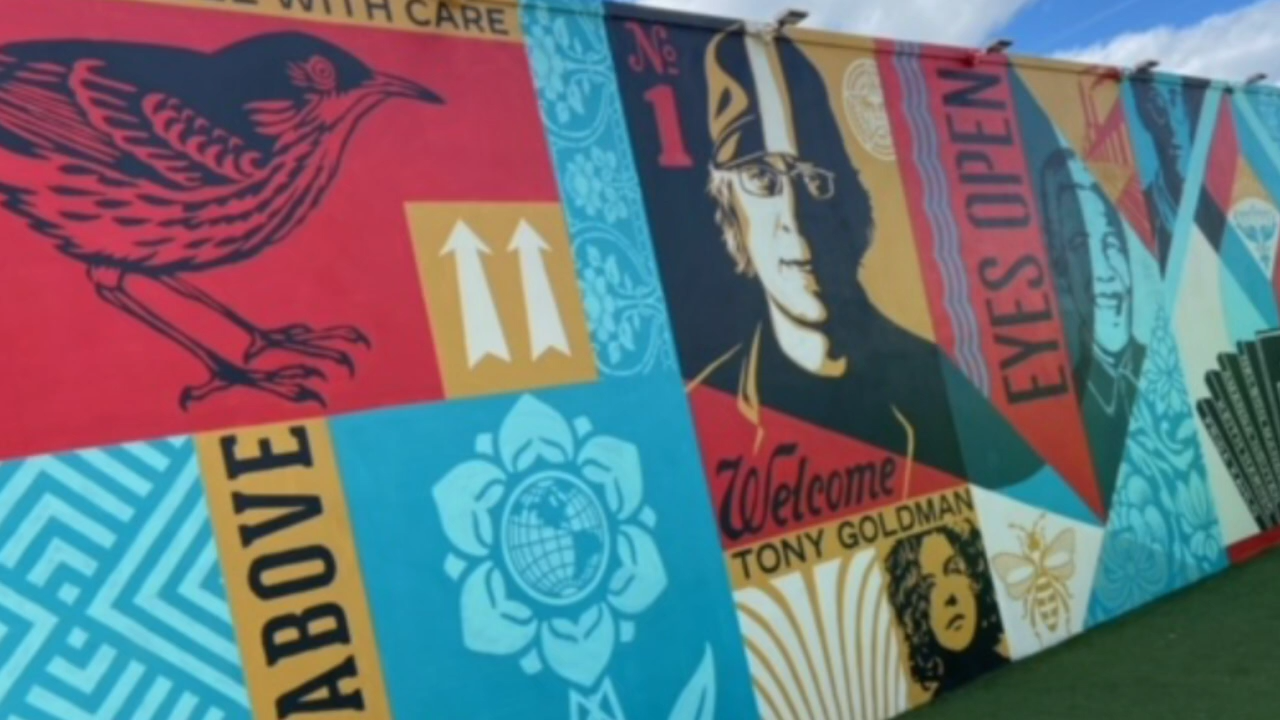 WITH CARE
No.
1
EYES OPEN
Welcome
TONY GOLDMAN
ABOVE